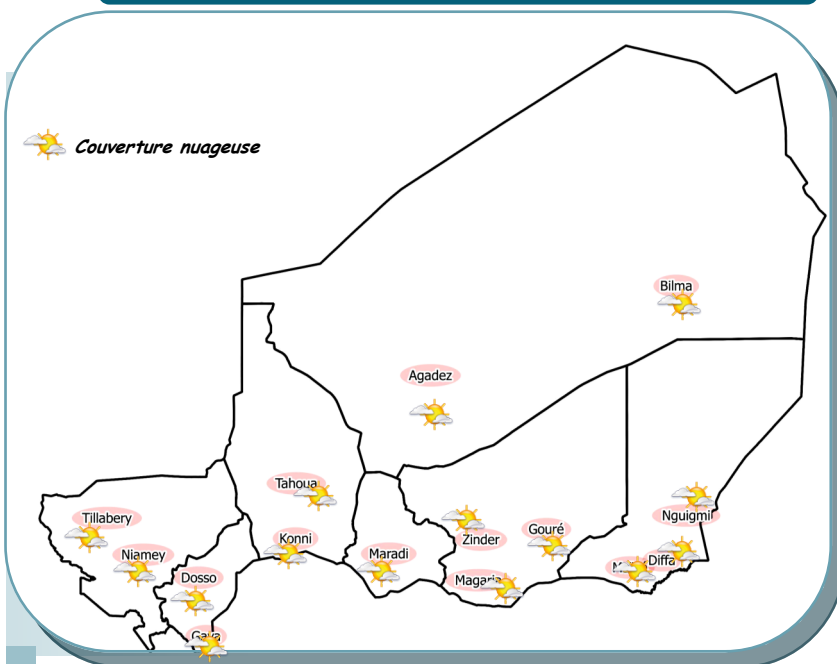 Couverture nuageuse
Bilma
Agadez
Tahoua
Tillabery
Nguigmi
Gouré
Konni
Zinder
Niamey
Maradi
Diffa
Dosso
Magaria
Gaya